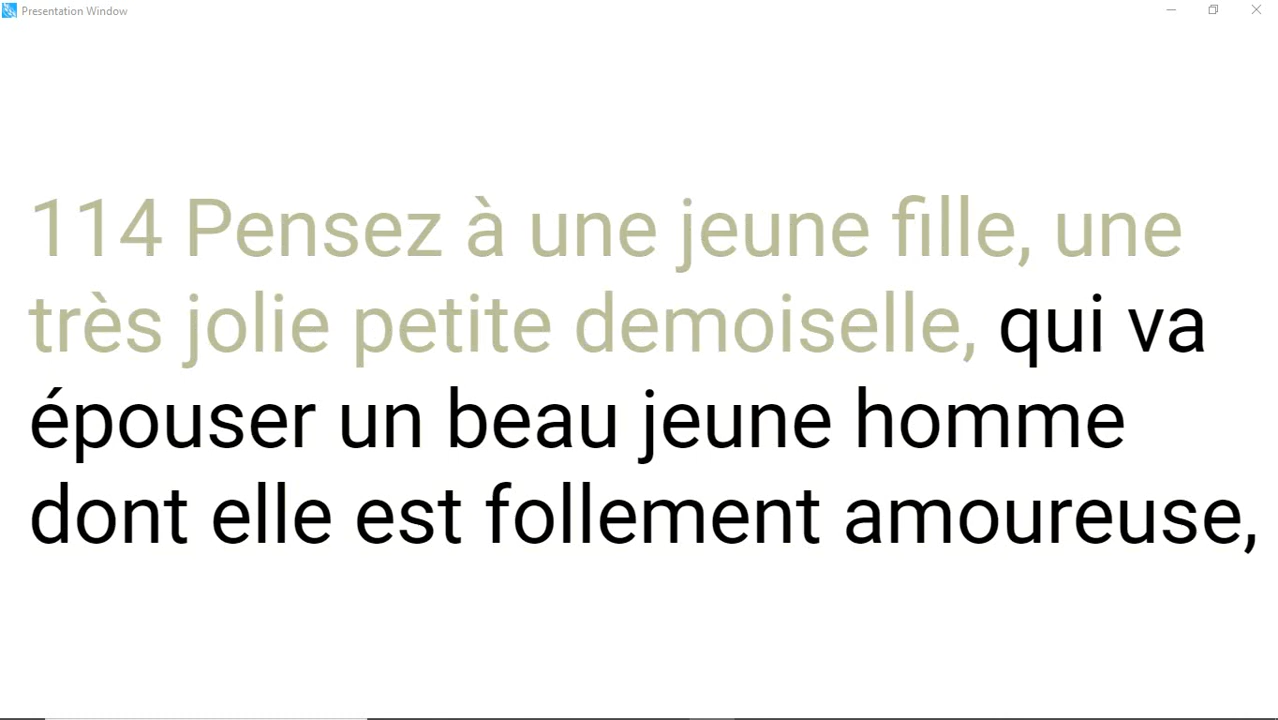 Presentation Window
114 Pensez à une jeune fille, une
très jolie petite demoiselle, qui va
épouser un beau jeune homme
dont elle est follement amoureuse,